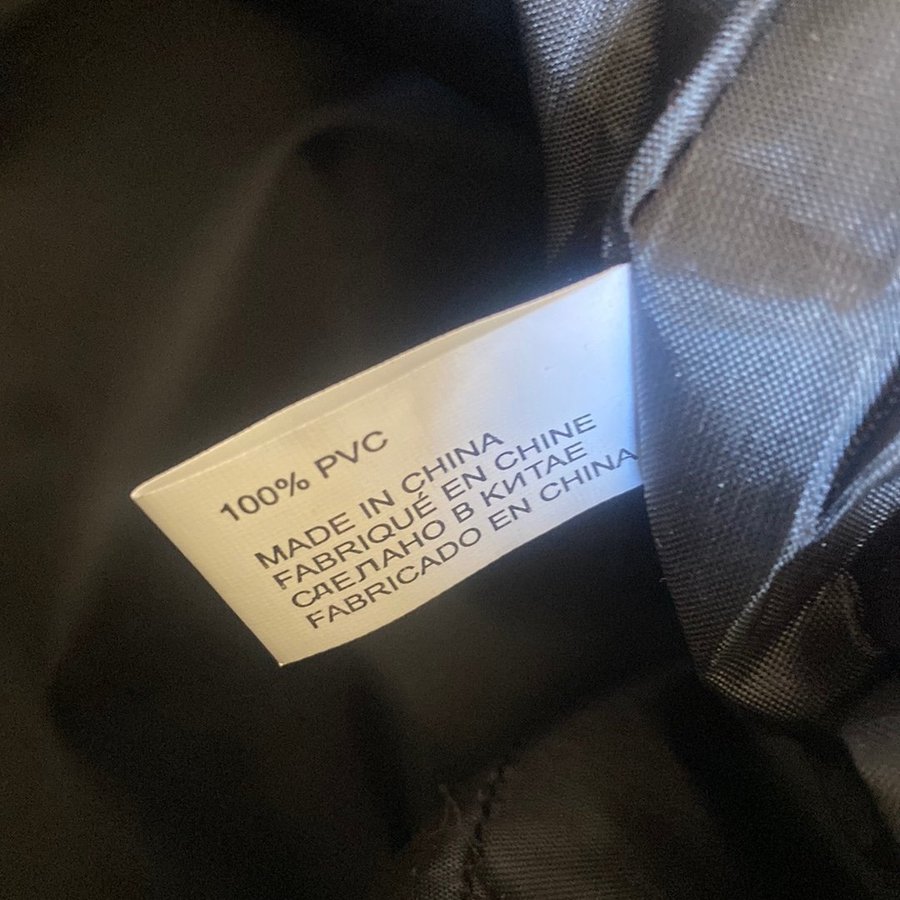 100% PVC
MADE IN CHINA
FABRIQUÉ EN CHINE
СДЕЛАНО В КИТАЕ
FABRICADO EN CHINA